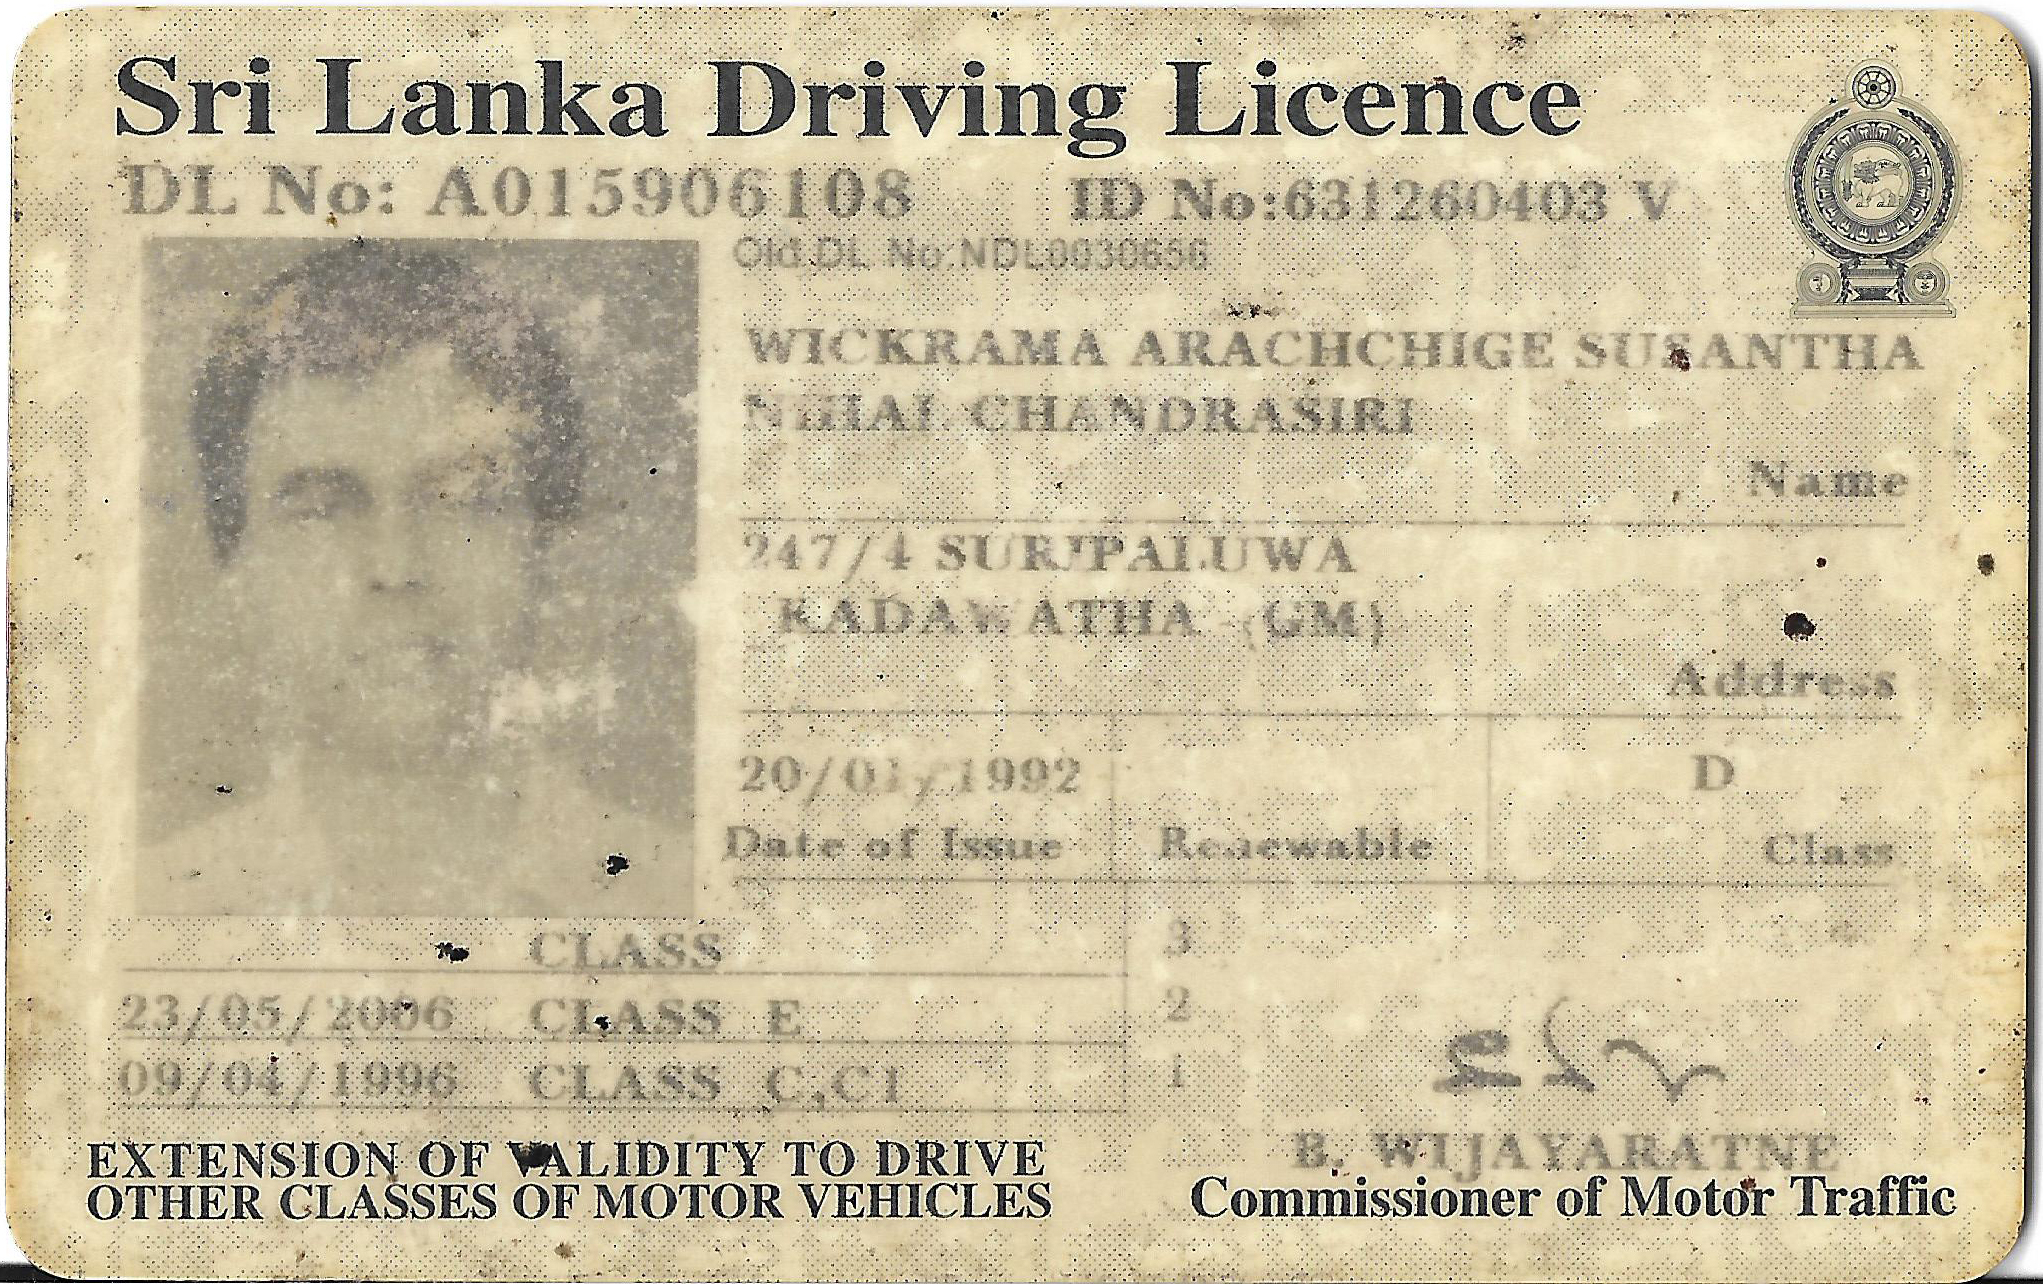 Sri Lanka Driving Licence
DL No: A015906108 ID No:631260403 V
Old.DL No:NDL0030656
WICKRAMA ARACHCHIGE SUSANTHA
NIHAL CHANDRASIRI
Name
247/4 SURIPALUWA
KADAWATHA (GM)
Address
20/01/1992 D
Date of Issue Renewable Class
CLASS 3
23/05/2006 CLASS E 2
09/04/1996 CLASS C,C1 1
EXTENSION OF VALIDITY TO DRIVE
OTHER CLASSES OF MOTOR VEHICLES
B. WIJAYARATNE
Commissioner of Motor Traffic